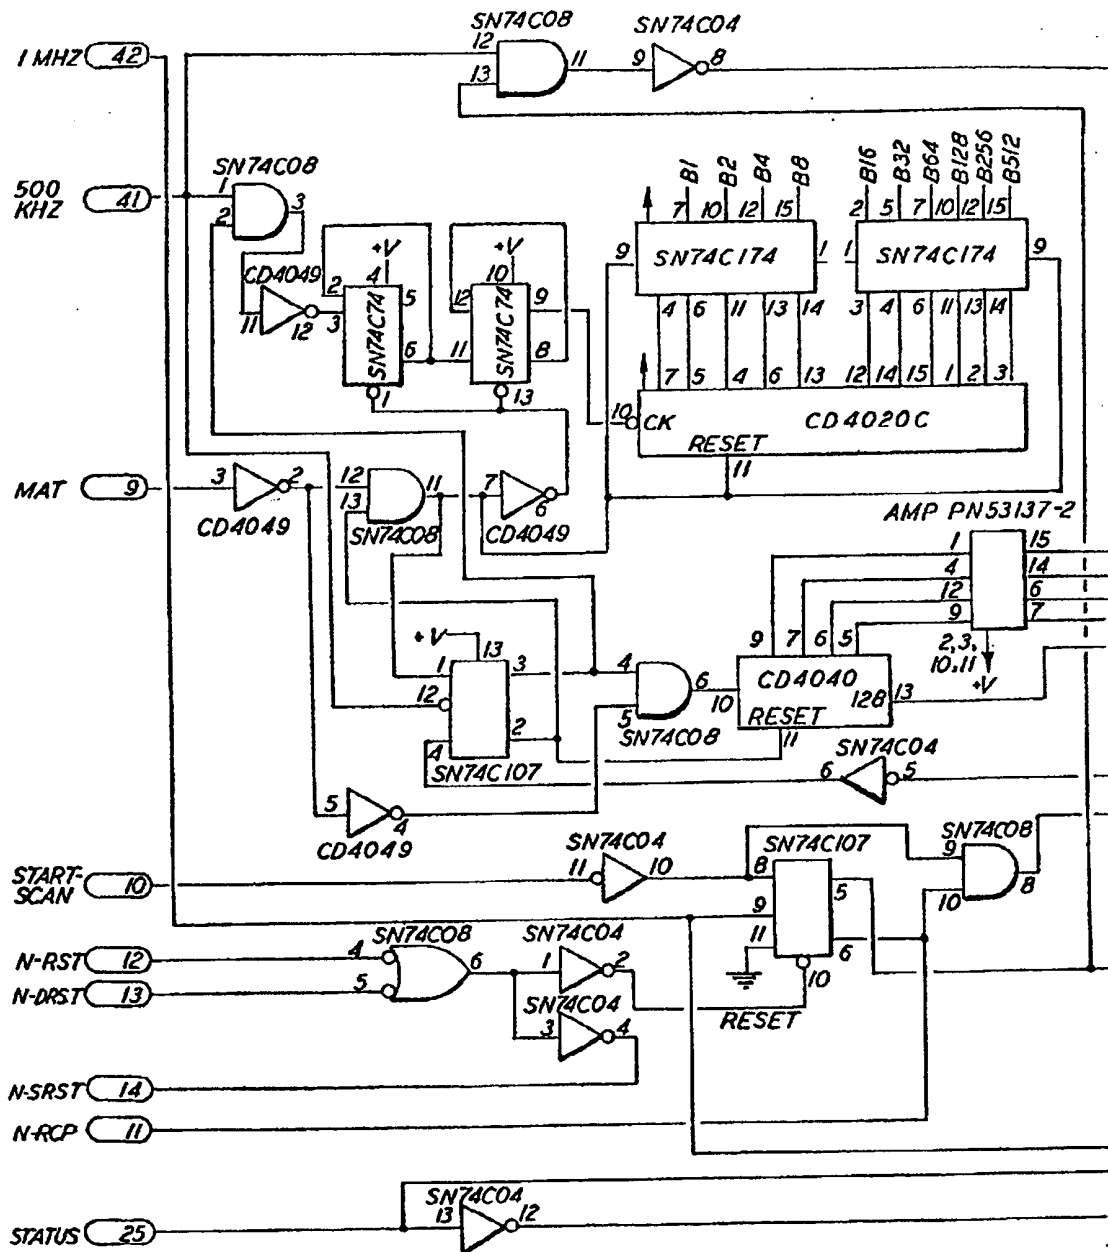 SN74C08
12
13
11
SN74C04
9
8
1 MHZ
42
SN74C08
1
2
3
500
KHZ
41
B1
B2
B4
B8
B16
B32
B64
B128
B256
B512
7
10
12
15
2
5
7
10
12
15
9
SN74C174
1
1
SN74C174
9
4
6
11
13
14
3
4
6
11
13
14
CD4049
11
12
+V
2
4
3
5
6
1
SN74C74
+V
12
10
11
9
8
13
SN74C74
7
5
4
6
13
12
14
15
1
2
3
10
CK
CD4020C
RESET
11
MAT
9
3
2
CD4049
12
13
11
SN74C08
7
6
CD4049
AMP PN53137-2
1
4
12
9
15
14
6
7
2,3,
10,11
+V
+V
13
1
12
4
3
2
SN74C107
4
5
6
SN74C08
9
7
6
5
CD4040
10
128
13
RESET
11
SN74C04
6
5
5
4
CD4049
START-
SCAN
10
SN74C04
11
10
SN74C107
8
9
11
5
6
10
RESET
SN74C08
9
10
8
N-RST
12
N-DRST
13
SN74C08
4
5
6
SN74C04
1
2
SN74C04
3
4
N-SRST
14
N-RCP
11
STATUS
25
SN74C04
13
12